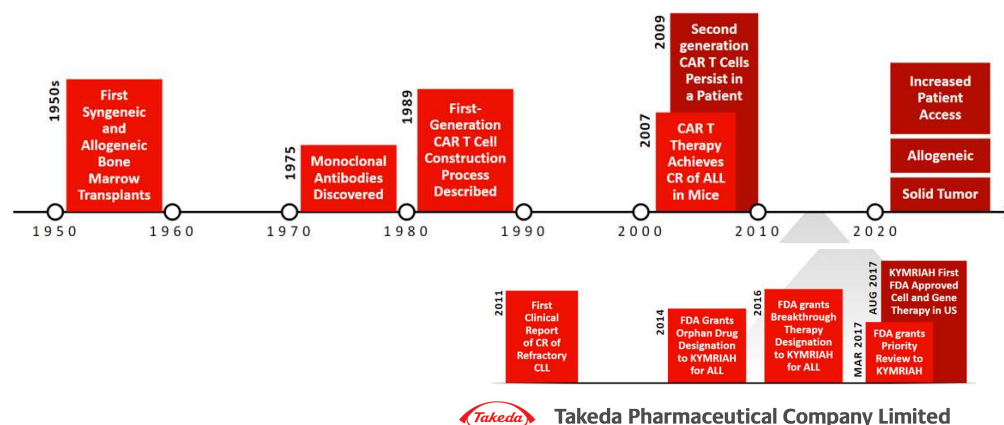 1950s
First
Syngeneic
and
Allogeneic
Bone
Marrow
Transplants
1975
Monoclonal
Antibodies
Discovered
1989
First-
Generation
CAR T Cell
Construction
Process
Described
2007
CAR T
Therapy
Achieves
CR of ALL
in Mice
2009
Second
generation
CAR T Cells
Persist in
a Patient
Increased
Patient
Access
Allogeneic
Solid Tumor
1950 1960 1970 1980 1990 2000 2010 2020
2011
First
Clinical
Report
of CR of
Refractory
CLL
2014
FDA Grants
Orphan Drug
Designation
to KYMRIAH
for ALL
2016
FDA grants
Breakthrough
Therapy
Designation
to KYMRIAH
for ALL
MAR 2017
FDA grants
Priority
Review to
KYMRIAH
AUG 2017
KYMRIAH First
FDA Approved
Cell and Gene
Therapy in US
Takeda Takeda Pharmaceutical Company Limited